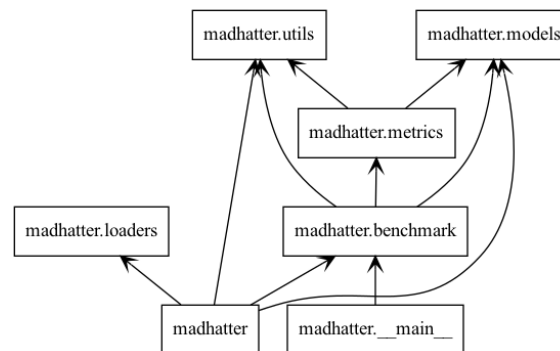 madhatter.utils
madhatter.models
madhatter.metrics
madhatter.loaders
madhatter.benchmark
madhatter
madhatter.__main__